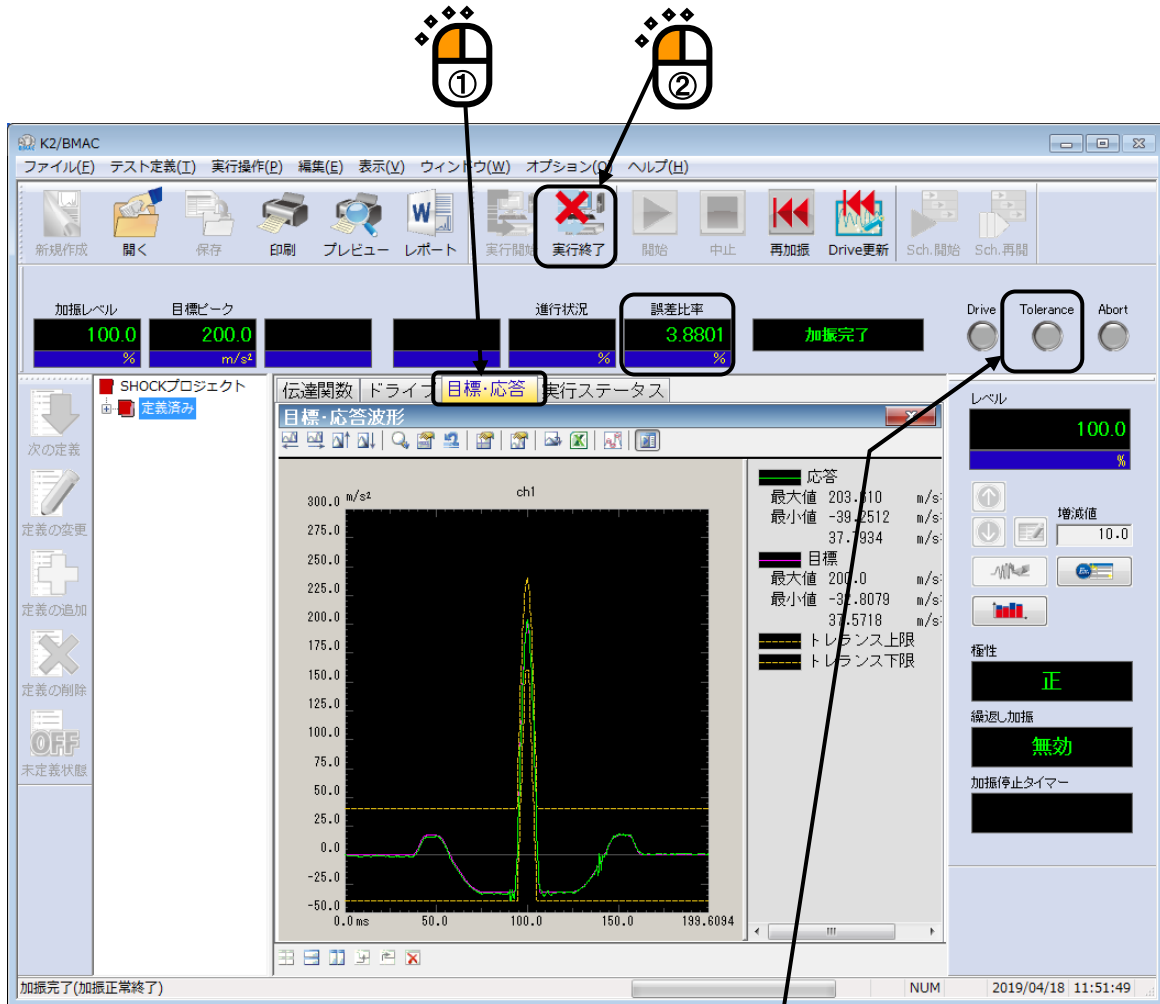 ①
②
K2/BMAC
ファイル(F) テスト定義(T) 実行操作(P) 編集(E) 表示(V) ウィンドウ(W) オプション(O) ヘルプ(H)
新規作成 開く 保存 印刷 プレビュー レポート 実行開始 実行終了 開始 中止 再加振 Drive更新 Sch.開始 Sch.再開
加振レベル 目標ピーク 進行状況 誤差比率 Drive Tolerance Abort
100.0 200.0 3.8801 加振完了
% m/s² % %
SHOCKプロジェクト
定義済み
次の定義
定義の変更
定義の追加
定義の削除
OFF
未定義状態
伝達関数 ドライブ 目標・応答 実行ステータス
目標・応答波形
300.0 m/s² ch1
275.0
250.0
225.0
200.0
175.0
150.0
125.0
100.0
75.0
50.0
25.0
0.0
-25.0
-50.0
0.0 ms 50.0 100.0 150.0 199.6094
応答
最大値 m/s
最小値 -39.2512 m/s
m/s
目標
最大値 200.0 m/s
最小値 -32.8079 m/s
37.5718 m/s
トレランス上限
トレランス下限
レベル
100.0
%
増減値
10.0
極性
正
繰返し加振
無効
加振停止タイマー
加振完了(加振正常終了) NUM 2019/04/18 11:51:49